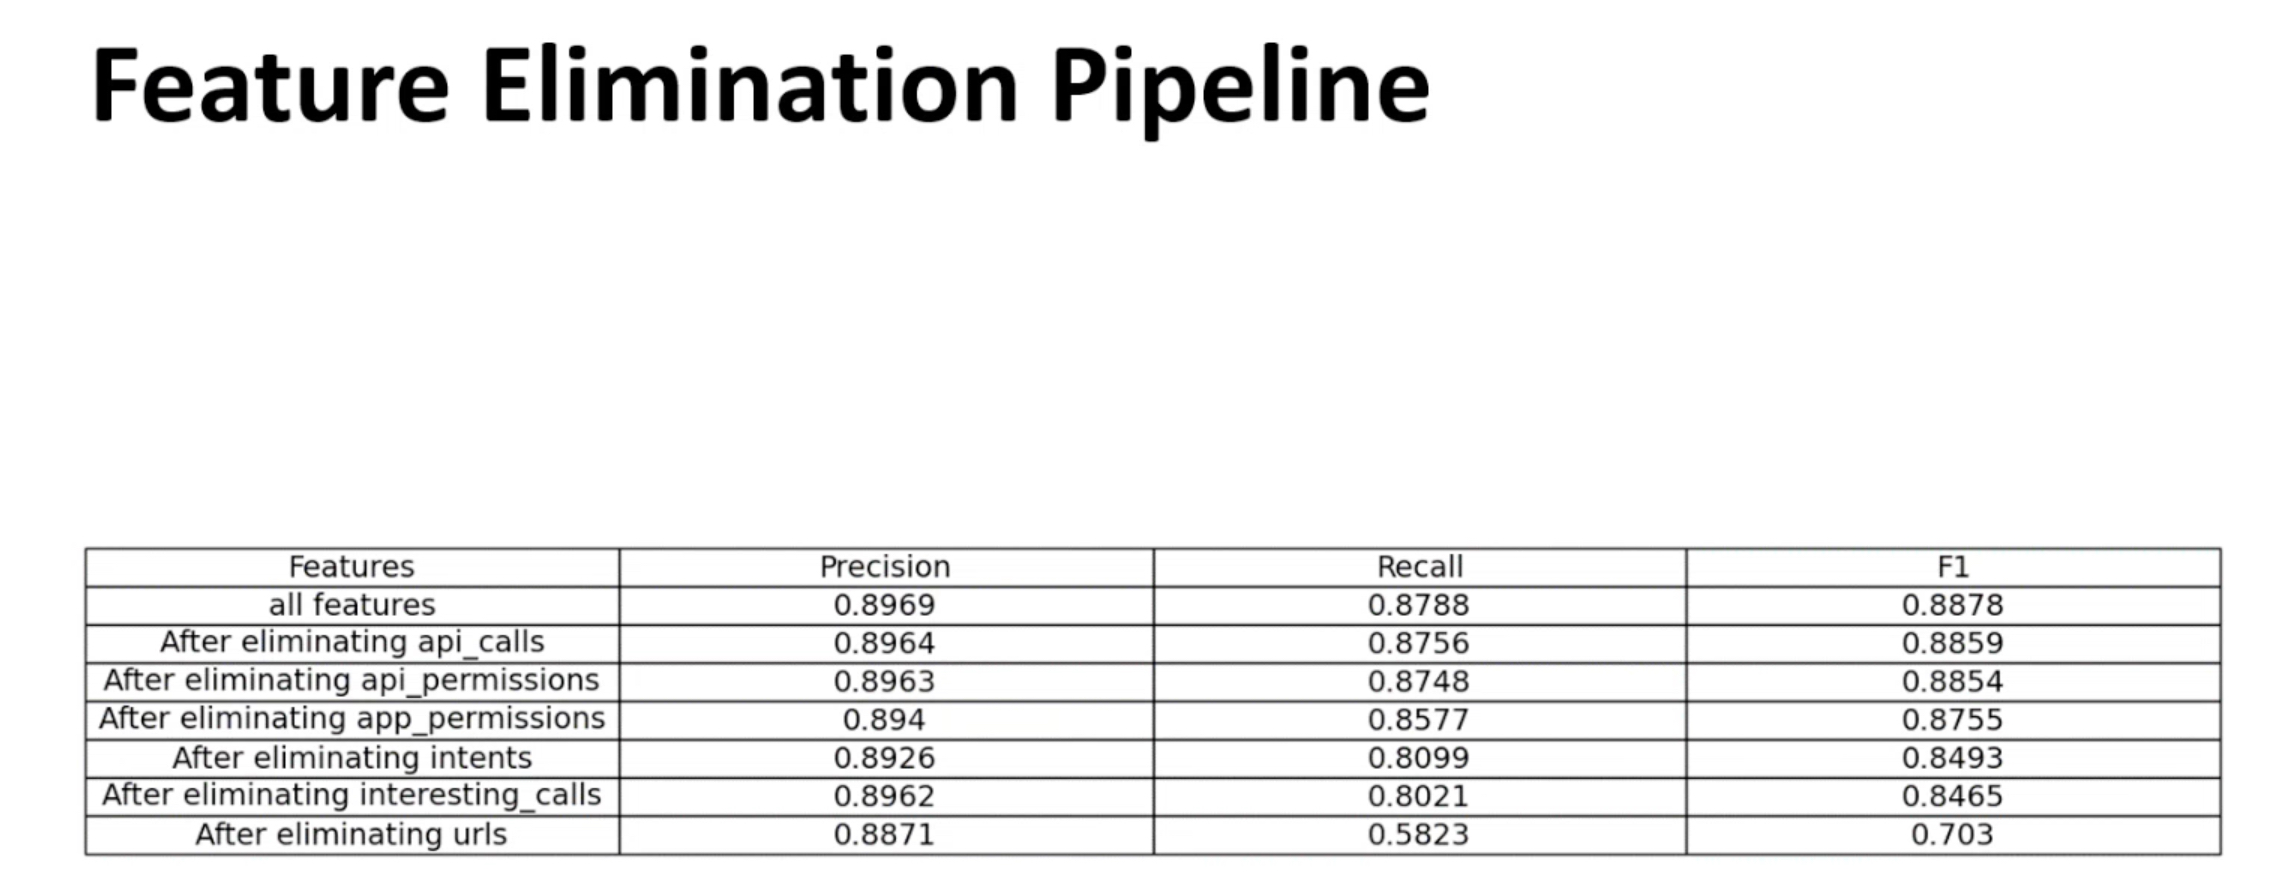 Feature Elimination Pipeline
Features Precision Recall F1
all features 0.8969 0.8788 0.8878
After eliminating api_calls 0.8964 0.8756 0.8859
After eliminating api_permissions 0.8963 0.8748 0.8854
After eliminating app_permissions 0.894 0.8577 0.8755
After eliminating intents 0.8926 0.8099 0.8493
After eliminating interesting_calls 0.8962 0.8021 0.8465
After eliminating urls 0.8871 0.5823 0.703